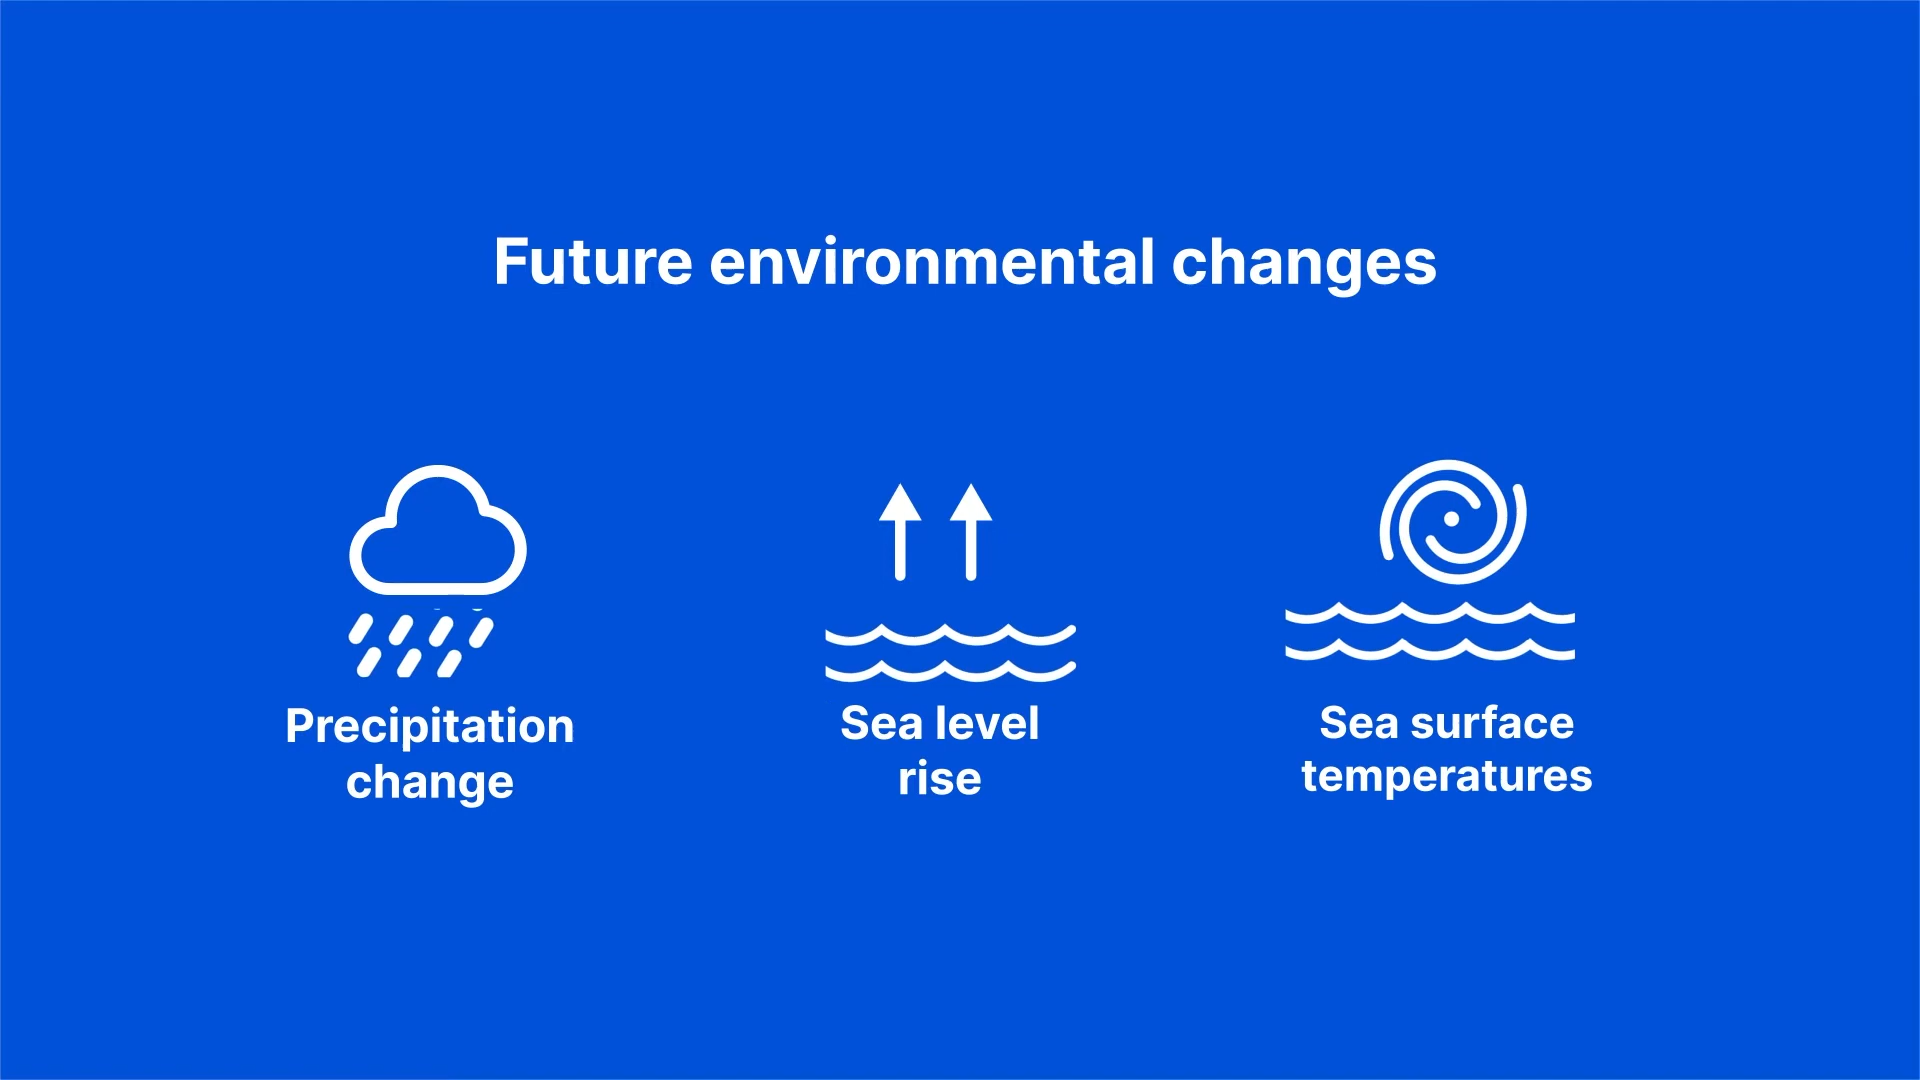 Future environmental changes
Precipitation
change
Sea level
rise
Sea surface
temperatures